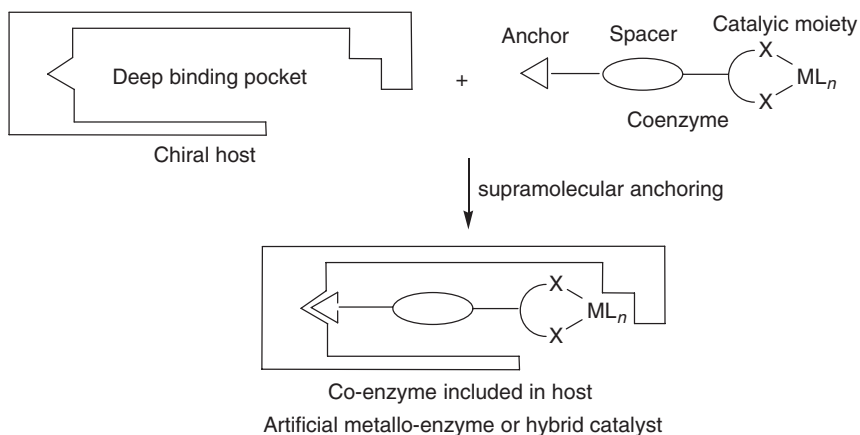 Catalyic moiety
Anchor
Spacer
X
ML_n
X
Deep binding pocket
+
Coenzyme
Chiral host
supramolecular anchoring
X
ML_n
X
Co-enzyme included in host
Artificial metallo-enzyme or hybrid catalyst